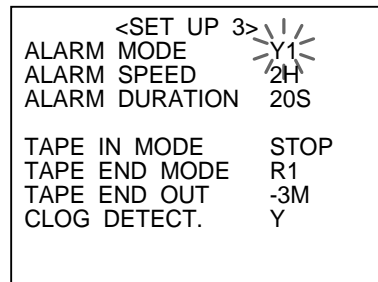 <SET UP 3>
ALARM MODE Y1
ALARM SPEED 2H
ALARM DURATION 20S
TAPE IN MODE STOP
TAPE END MODE R1
TAPE END OUT -3M
CLOG DETECT. Y